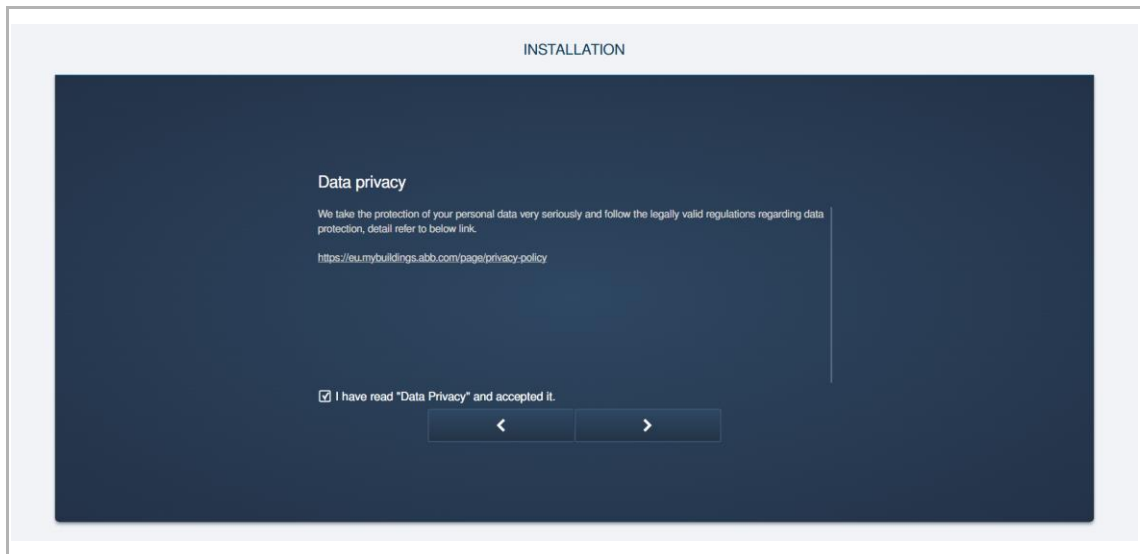 INSTALLATION
Data privacy
We take the protection of your personal data very seriously and follow the legally valid regulations regarding data
protection, detail refer to below link.
https://eu.mybuildings.abb.com/page/privacy-policy
I have read "Data Privacy" and accepted it.